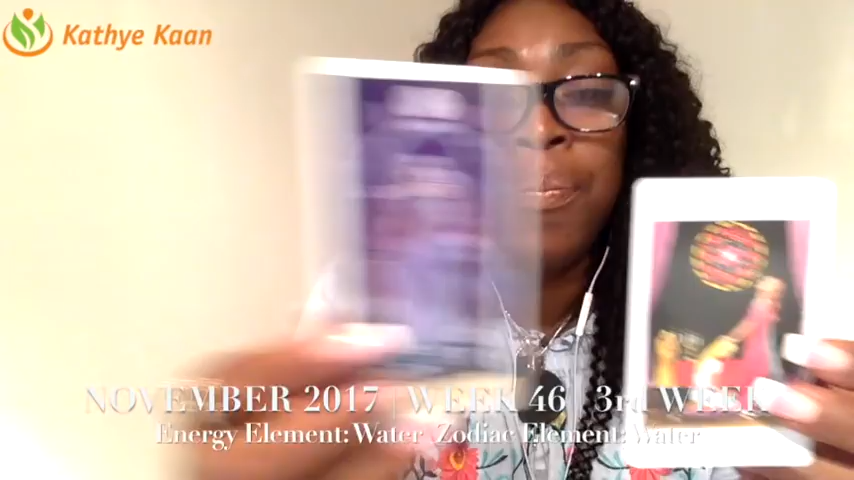 Kathye Kaan
NOVEMBER 2017 | WEEK 46 | 3rd WEEK
Energy Element: Water Zodiac Element: Water